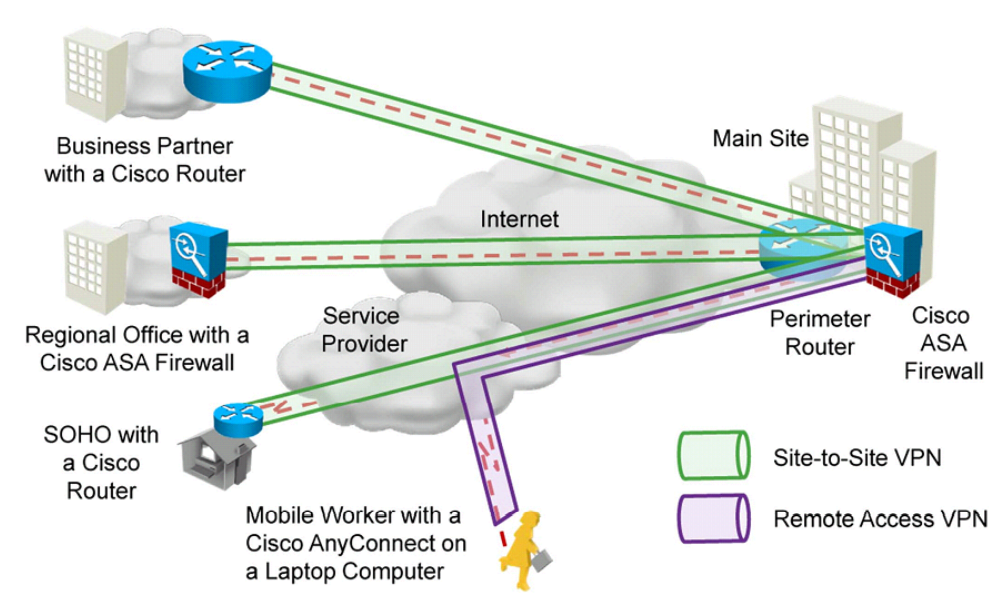 Business Partner
with a Cisco Router
Main Site
Internet
Regional Office with a
Cisco ASA Firewall
Service
Provider
Perimeter
Router
Cisco
ASA
Firewall
SOHO with
a Cisco
Router
Site-to-Site VPN
Remote Access VPN
Mobile Worker with a
Cisco AnyConnect on
a Laptop Computer